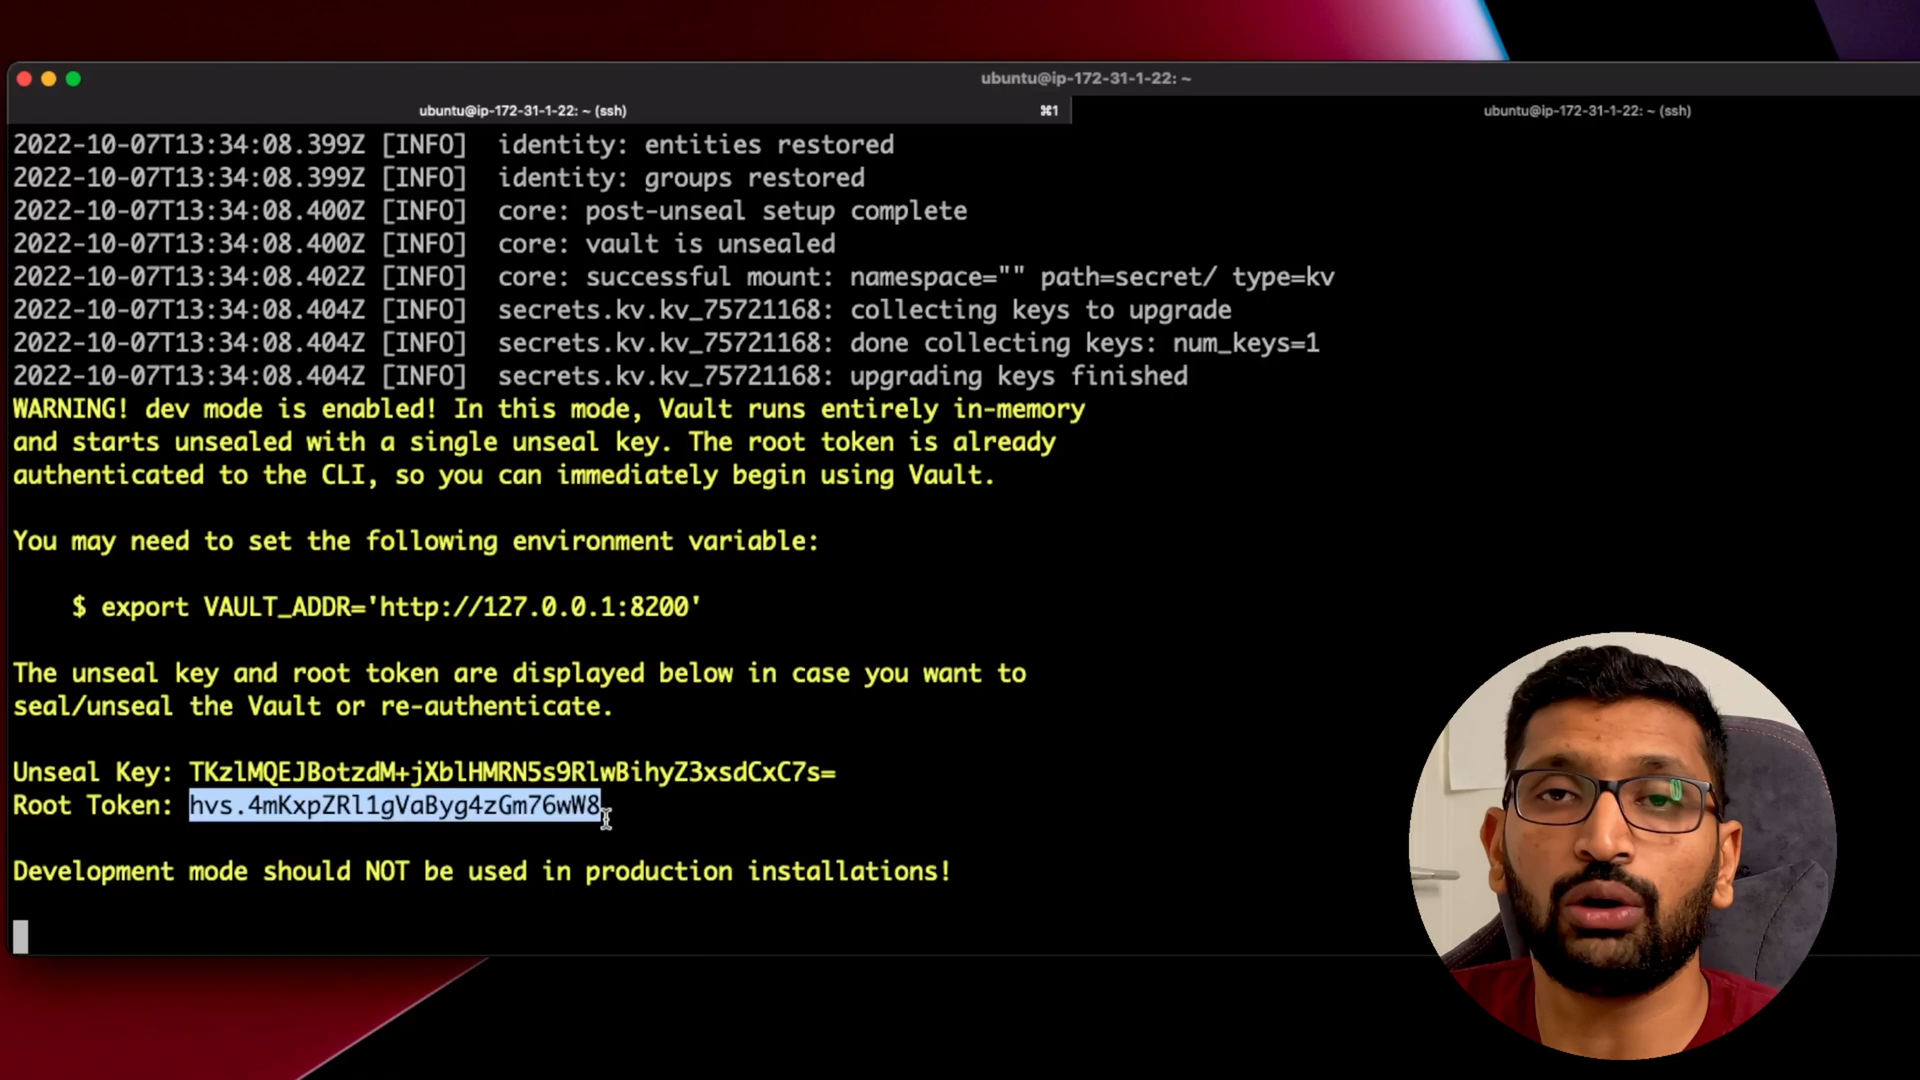 ubuntu@ip-172-31-1-22: ~
ubuntu@ip-172-31-1-22: ~ (ssh)
⌘1
ubuntu@ip-172-31-1-22: ~ (ssh)
2022-10-07T13:34:08.399Z [INFO]  identity: entities restored
2022-10-07T13:34:08.399Z [INFO]  identity: groups restored
2022-10-07T13:34:08.400Z [INFO]  core: post-unseal setup complete
2022-10-07T13:34:08.400Z [INFO]  core: vault is unsealed
2022-10-07T13:34:08.402Z [INFO]  core: successful mount: namespace="" path=secret/ type=kv
2022-10-07T13:34:08.404Z [INFO]  secrets.kv.kv_75721168: collecting keys to upgrade
2022-10-07T13:34:08.404Z [INFO]  secrets.kv.kv_75721168: done collecting keys: num_keys=1
2022-10-07T13:34:08.404Z [INFO]  secrets.kv.kv_75721168: upgrading keys finished
WARNING! dev mode is enabled! In this mode, Vault runs entirely in-memory
and starts unsealed with a single unseal key. The root token is already
authenticated to the CLI, so you can immediately begin using Vault.
You may need to set the following environment variable:
$ export VAULT_ADDR='http://127.0.0.1:8200'
The unseal key and root token are displayed below in case you want to
seal/unseal the Vault or re-authenticate.
Unseal Key: TKzlMQEJBotzdM+jXblHMRN5s9RlwBihyZ3xsdCxC7s=
Root Token: hvs.4mKxpZRl1gVaByg4zGm76wW8
Development mode should NOT be used in production installations!